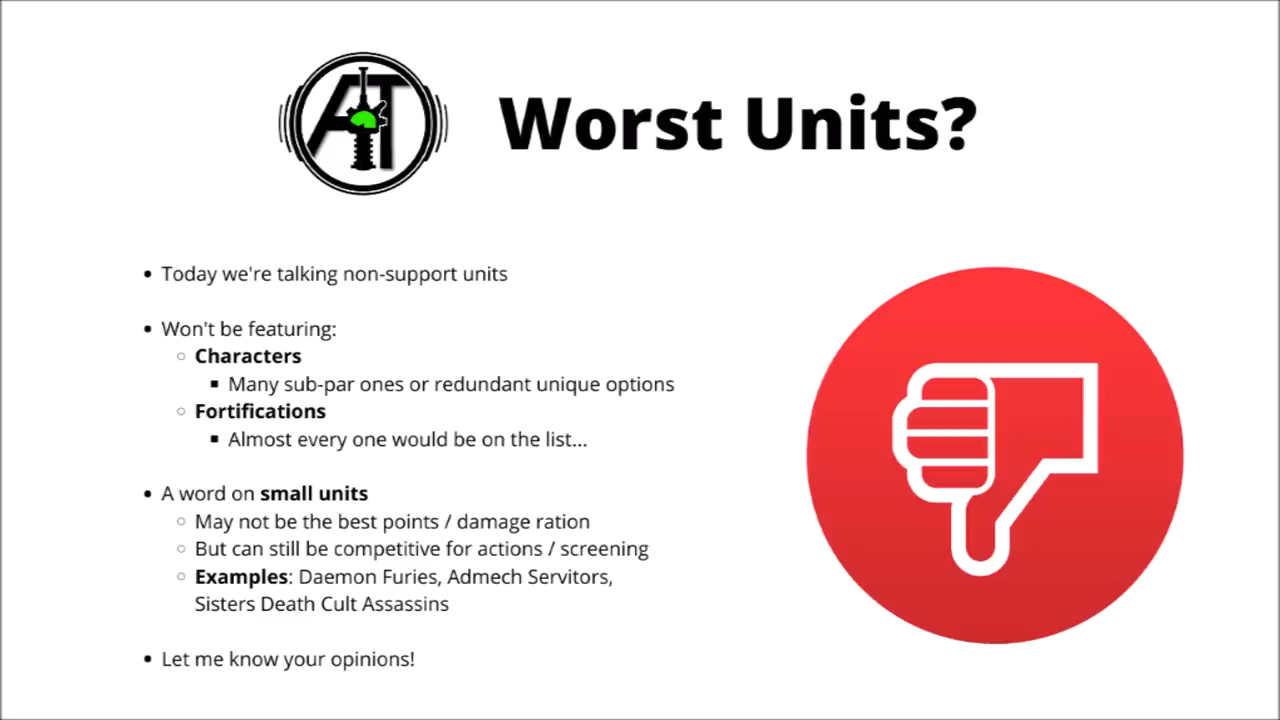 AT
Worst Units?
• Today we're talking non-support units
• Won't be featuring:
○ Characters
▪ Many sub-par ones or redundant unique options
○ Fortifications
▪ Almost every one would be on the list...
• A word on small units
○ May not be the best points / damage ration
○ But can still be competitive for actions / screening
○ Examples: Daemon Furies, Admech Servitors,
Sisters Death Cult Assassins
• Let me know your opinions!